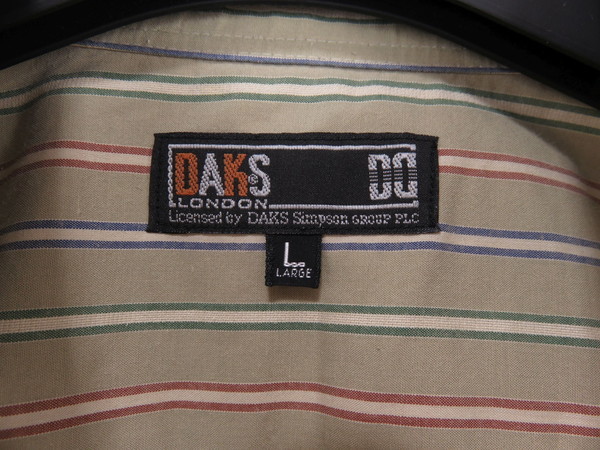 DAKS DQ
LONDON
Licensed by DAKS Simpson GROUP PLC
L
LARGE